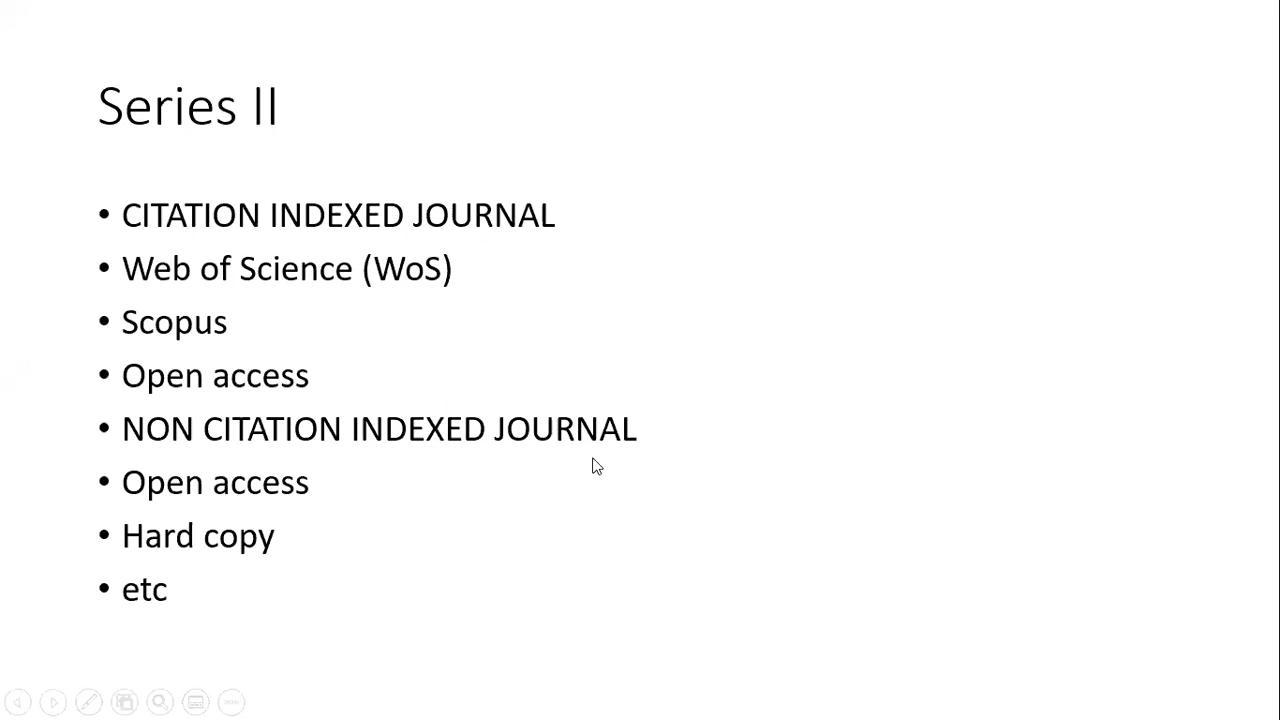 Series II
• CITATION INDEXED JOURNAL
• Web of Science (WoS)
• Scopus
• Open access
• NON CITATION INDEXED JOURNAL
• Open access
• Hard copy
• etc